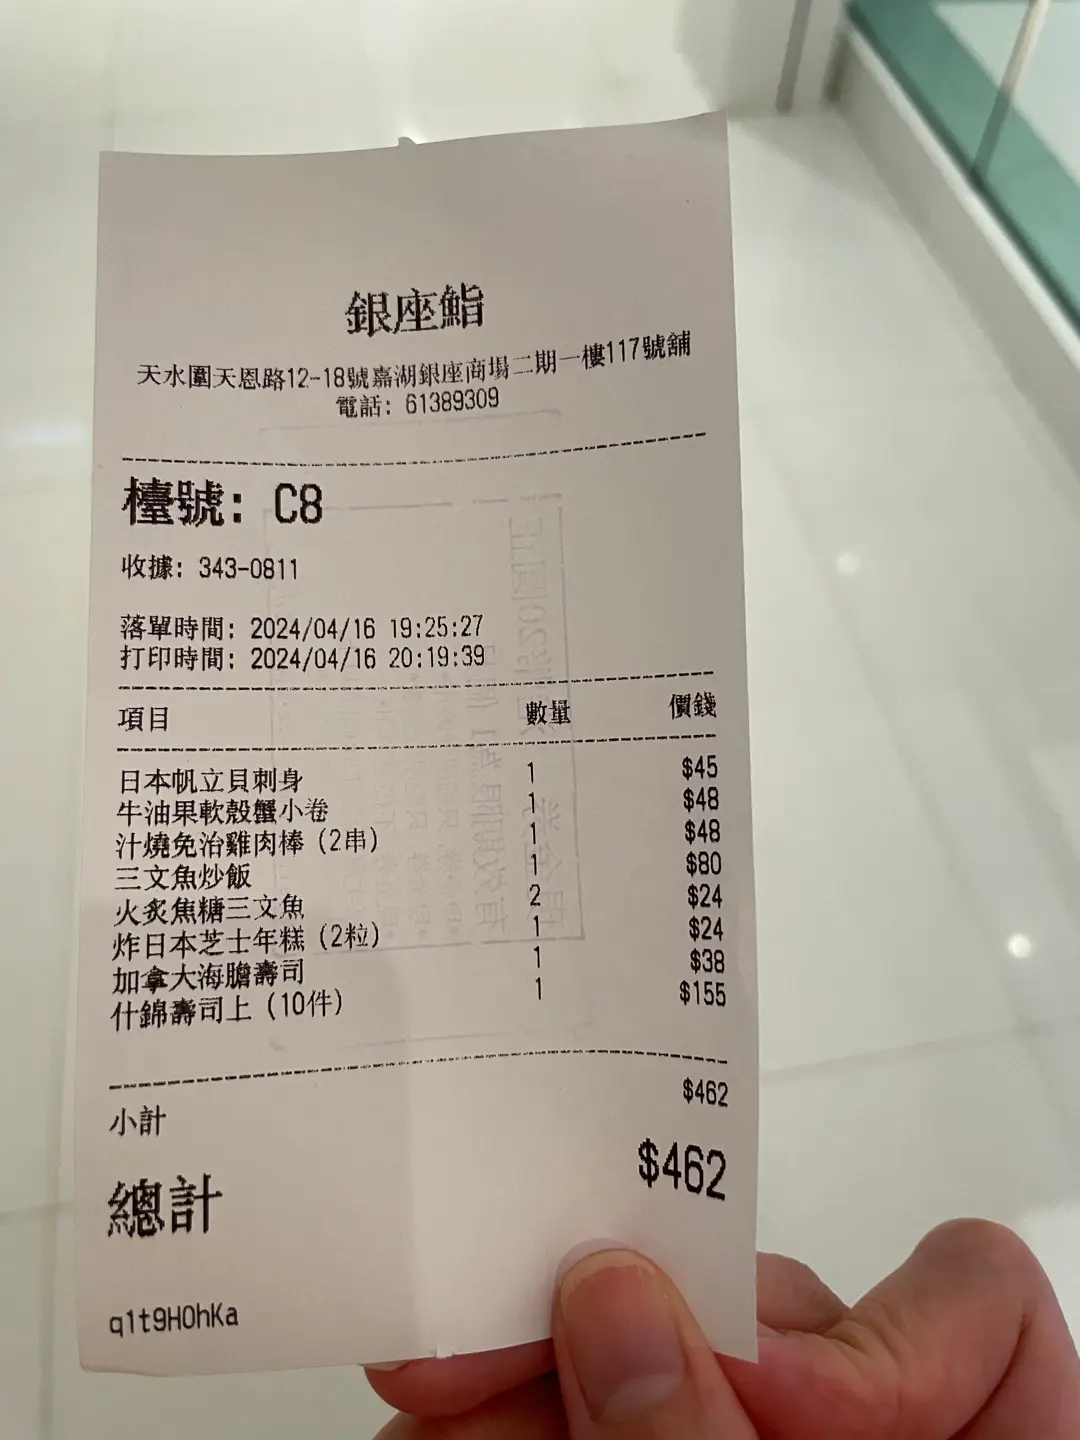 銀座鮨
天水圍天恩路12-18號嘉湖銀座商場二期一樓117號舖
電話: 61389309
檯號: C8
收據: 343-0811
落單時間: 2024/04/16 19:25:27
打印時間: 2024/04/16 20:19:39
項目 數量 價錢
日本帆立貝刺身 1 $45
牛油果軟殼蟹小卷 1 $48
汁燒免治雞肉棒 (2串) 1 $48
三文魚炒飯 1 $80
火炙焦糖三文魚 2 $24
炸日本芝士年糕 (2粒) 1 $24
加拿大海膽壽司 1 $38
什錦壽司上 (10件) 1 $155
小計 $462
總計 $462
q1t9H0hKa